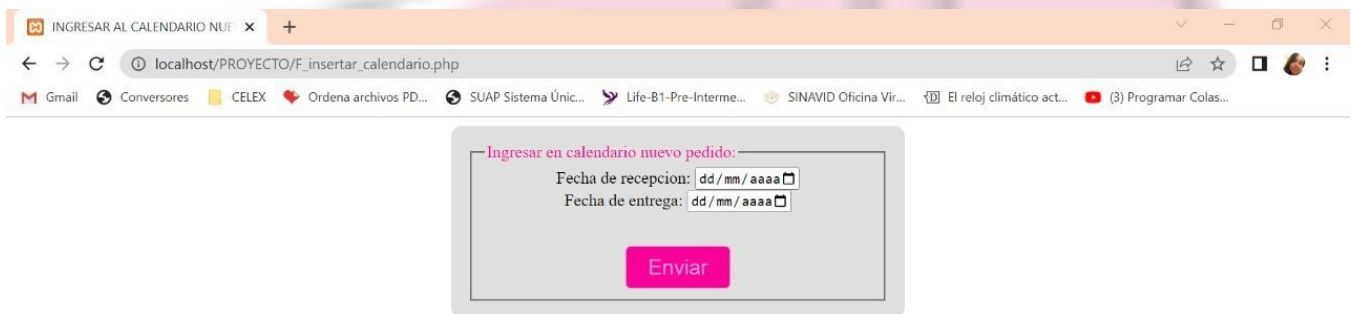 INGRESAR AL CALENDARIO NUE
localhost/PROYECTO/F_insertar_calendario.php
Gmail Conversores CELEX Ordena archivos PD... SUAP Sistema Únic... Life-B1-Pre-Interme... SINAVID Oficina Vir... El reloj climático act... (3) Programar Colas...
Ingresar en calendario nuevo pedido:
Fecha de recepcion: dd/mm/aaaa
Fecha de entrega: dd/mm/aaaa
Enviar